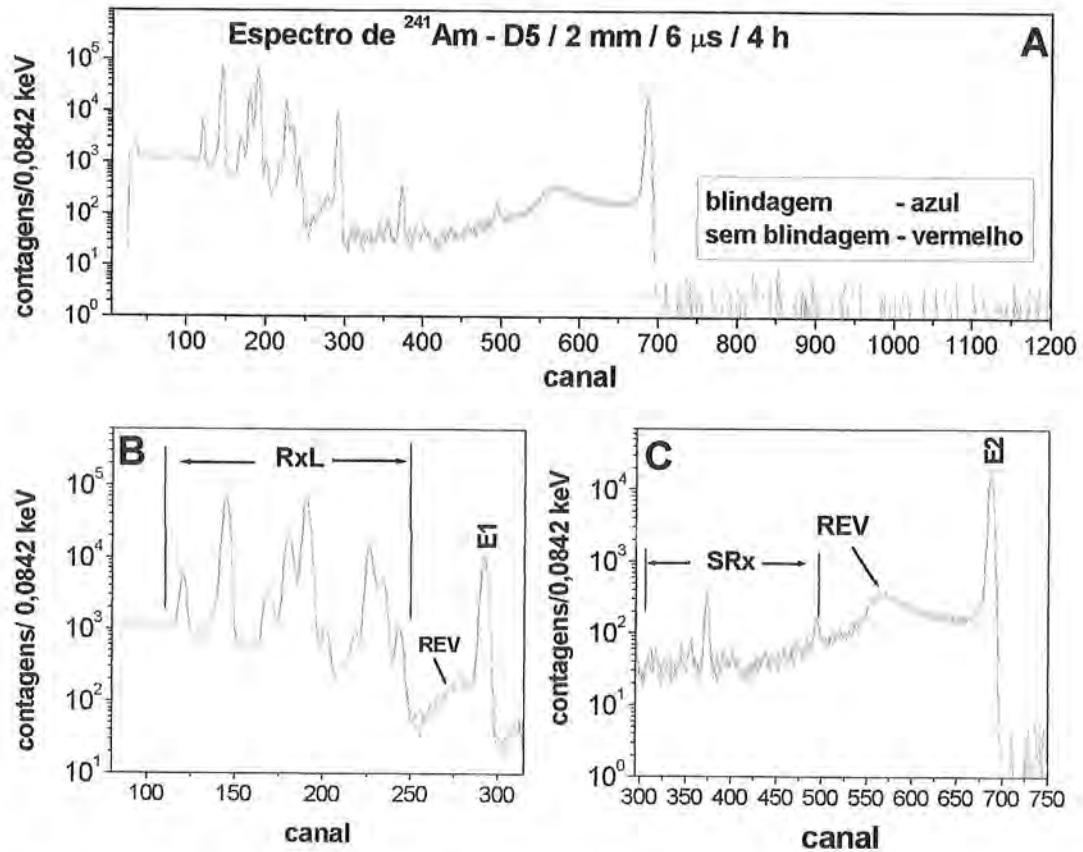 Espectro de ²⁴¹Am - D5 / 2 mm / 6 μs / 4 h
A
contagens/0,0842 keV
10⁵
10⁴
10³
10²
10¹
10⁰
blindagem - azul
sem blindagem - vermelho
100 200 300 400 500 600 700 800 900 1000 1100 1200
canal
B
RxL
E1
REV
contagens/ 0,0842 keV
10⁵
10⁴
10³
10²
10¹
100 150 200 250 300
canal
C
E2
REV
SRx
contagens/0,0842 keV
10⁴
10³
10²
10¹
10⁰
300 350 400 450 500 550 600 650 700 750
canal